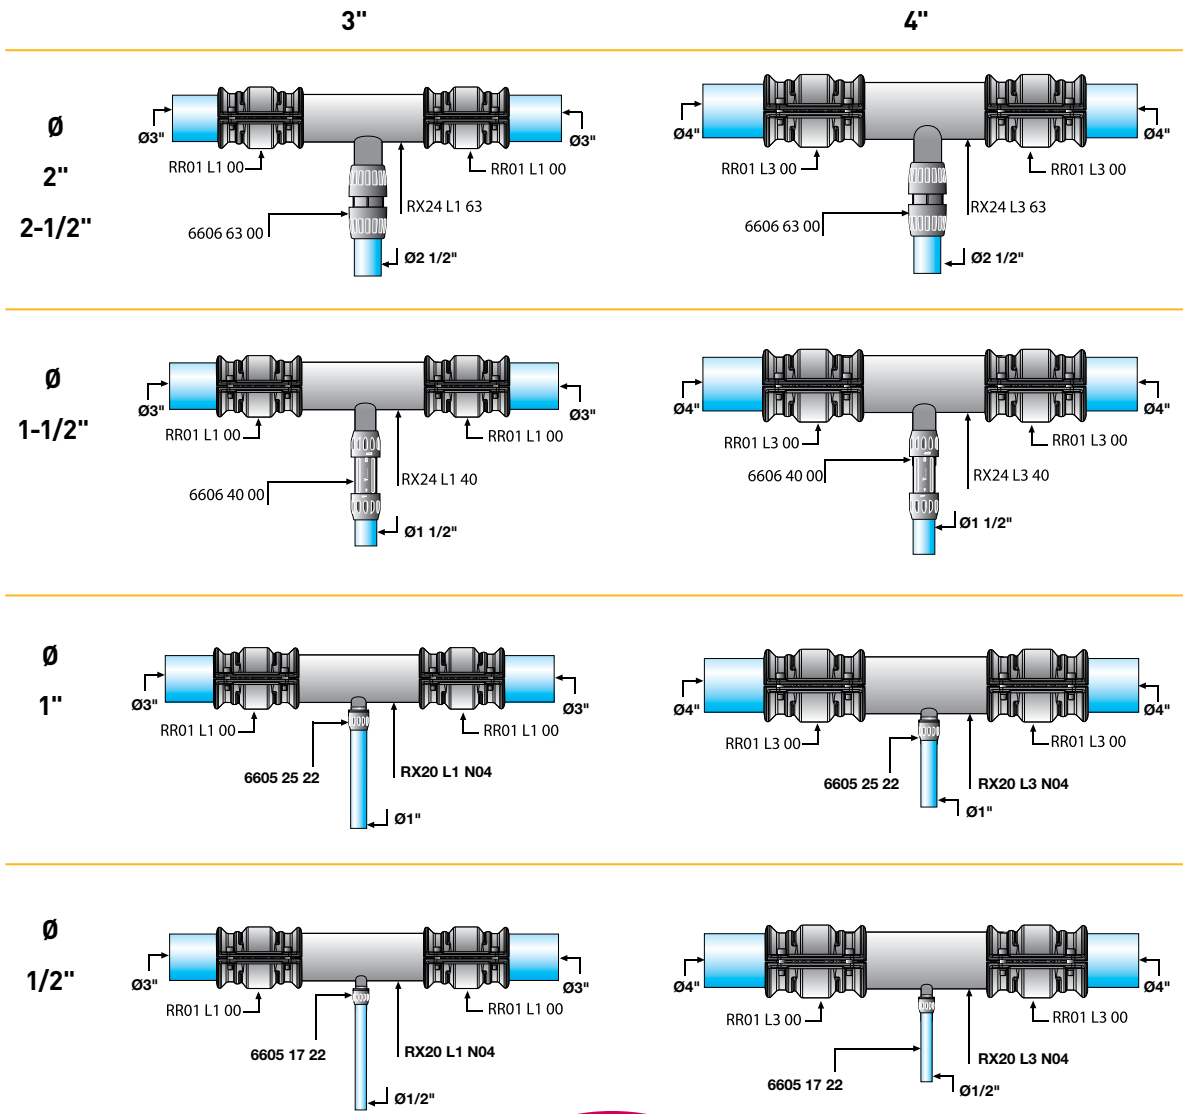 3" 4"
Ø
2"
2-1/2"
Ø3" Ø3"
RR01 L1 00 RR01 L1 00
RX24 L1 63
6606 63 00
Ø2 1/2"
Ø4" Ø4"
RR01 L3 00 RR01 L3 00
RX24 L3 63
6606 63 00
Ø2 1/2"
Ø
1-1/2"
Ø3" Ø3"
RR01 L1 00 RR01 L1 00
RX24 L1 40
6606 40 00
Ø1 1/2"
Ø4" Ø4"
RR01 L3 00 RR01 L3 00
RX24 L3 40
6606 40 00
Ø1 1/2"
Ø
1"
Ø3" Ø3"
RR01 L1 00 RR01 L1 00
6605 25 22 RX20 L1 N04
Ø1"
Ø4" Ø4"
RR01 L3 00 RR01 L3 00
6605 25 22 RX20 L3 N04
Ø1"
Ø
1/2"
Ø3" Ø3"
RR01 L1 00 RR01 L1 00
6605 17 22 RX20 L1 N04
Ø1/2"
Ø4" Ø4"
RR01 L3 00 RR01 L3 00
RX20 L3 N04
6605 17 22
Ø1/2"